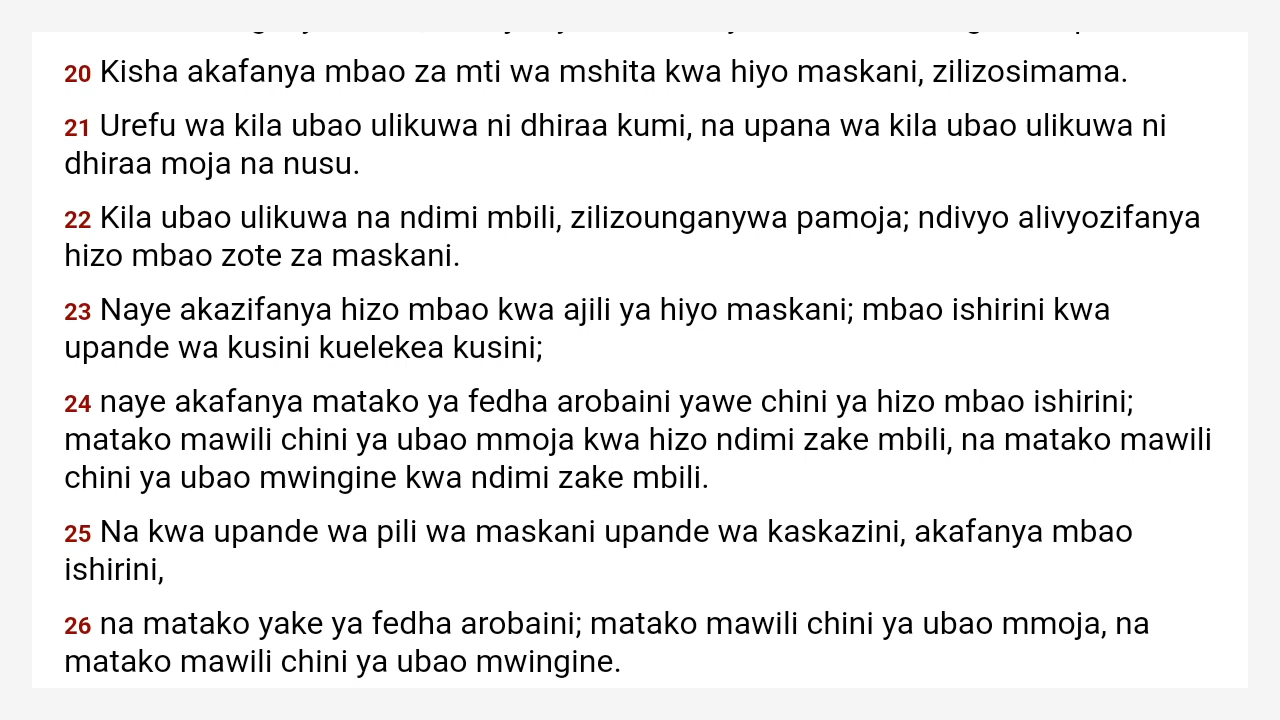 20 Kisha akafanya mbao za mti wa mshita kwa hiyo maskani, zilizosimama.
21 Urefu wa kila ubao ulikuwa ni dhiraa kumi, na upana wa kila ubao ulikuwa ni
dhiraa moja na nusu.
22 Kila ubao ulikuwa na ndimi mbili, zilizounganywa pamoja; ndivyo alivyozifanya
hizo mbao zote za maskani.
23 Naye akazifanya hizo mbao kwa ajili ya hiyo maskani; mbao ishirini kwa
upande wa kusini kuelekea kusini;
24 naye akafanya matako ya fedha arobaini yawe chini ya hizo mbao ishirini;
matako mawili chini ya ubao mmoja kwa hizo ndimi zake mbili, na matako mawili
chini ya ubao mwingine kwa ndimi zake mbili.
25 Na kwa upande wa pili wa maskani upande wa kaskazini, akafanya mbao
ishirini,
26 na matako yake ya fedha arobaini; matako mawili chini ya ubao mmoja, na
matako mawili chini ya ubao mwingine.